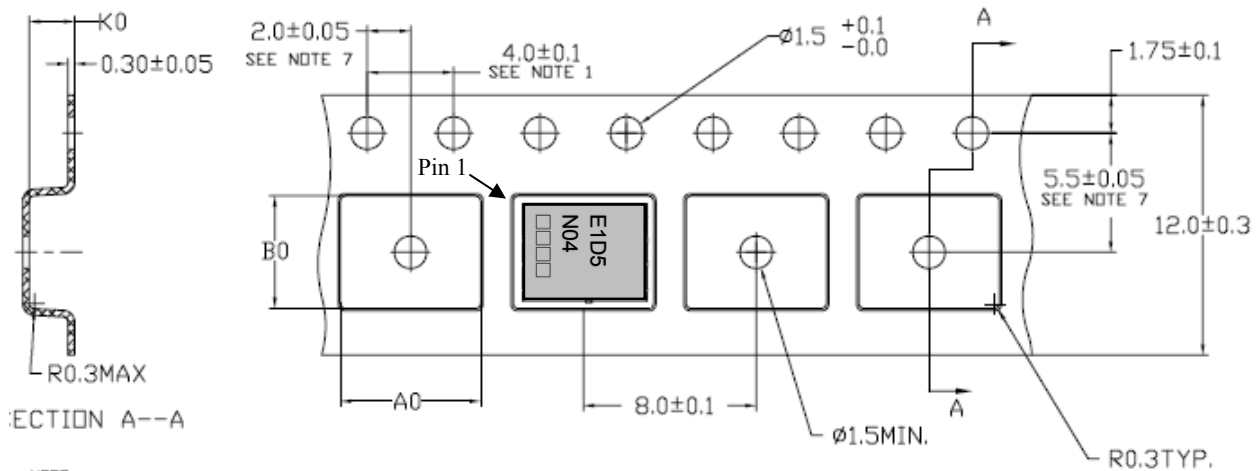 K0
0.30±0.05
2.0±0.05
SEE NOTE 7
4.0±0.1
SEE NOTE 1
Ø1.5 +0.1
-0.0
A
1.75±0.1
Pin 1
E1D5
N04
□□□□
B0
5.5±0.05
SEE NOTE 7
12.0±0.3
R0.3MAX
A0
8.0±0.1
A
Ø1.5MIN.
ECTION A--A
R0.3TYP.